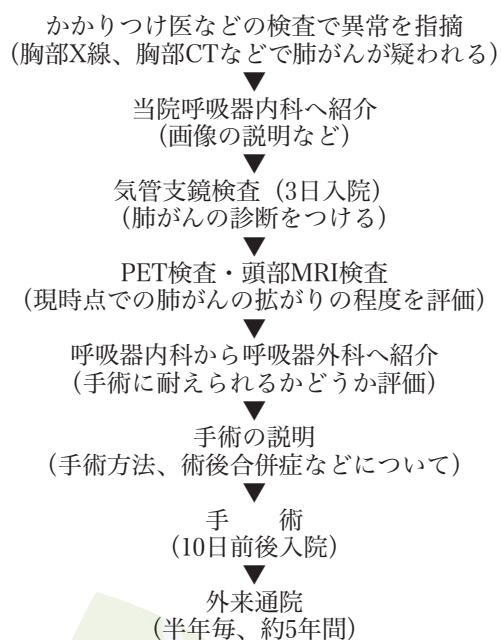 かかりつけ医などの検査で異常を指摘
（胸部X線、胸部CTなどで肺がんが疑われる）
▼
当院呼吸器内科へ紹介
（画像の説明など）
▼
気管支鏡検査（3日入院）
（肺がんの診断をつける）
▼
PET検査・頭部MRI検査
（現時点での肺がんの拡がりの程度を評価）
▼
呼吸器内科から呼吸器外科へ紹介
（手術に耐えられるかどうか評価）
▼
手術の説明
（手術方法、術後合併症などについて）
▼
手　　術
（10日前後入院）
▼
外来通院
（半年毎、約5年間）